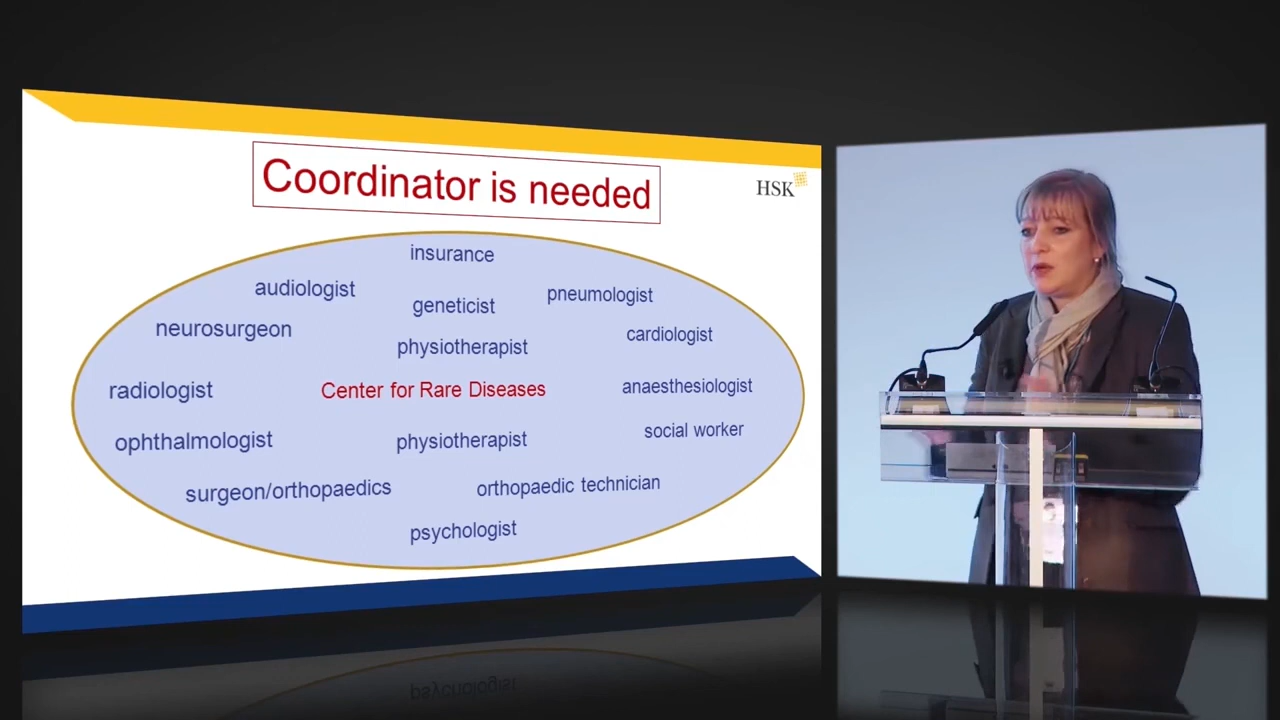 Coordinator is needed
HSK
insurance
audiologist
geneticist
pneumologist
neurosurgeon
cardiologist
physiotherapist
radiologist
Center for Rare Diseases
anaesthesiologist
ophthalmologist
physiotherapist
social worker
surgeon/orthopaedics
orthopaedic technician
psychologist